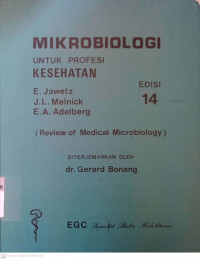 MIKROBIOLOGI
UNTUK PROFESI
KESEHATAN
E. Jawetz
J.L. Melnick
E.A. Adelberg
EDISI
14
(Review of Medical Microbiology)
DITERJEMAHKAN OLEH
dr. Gerard Bonang
EGC